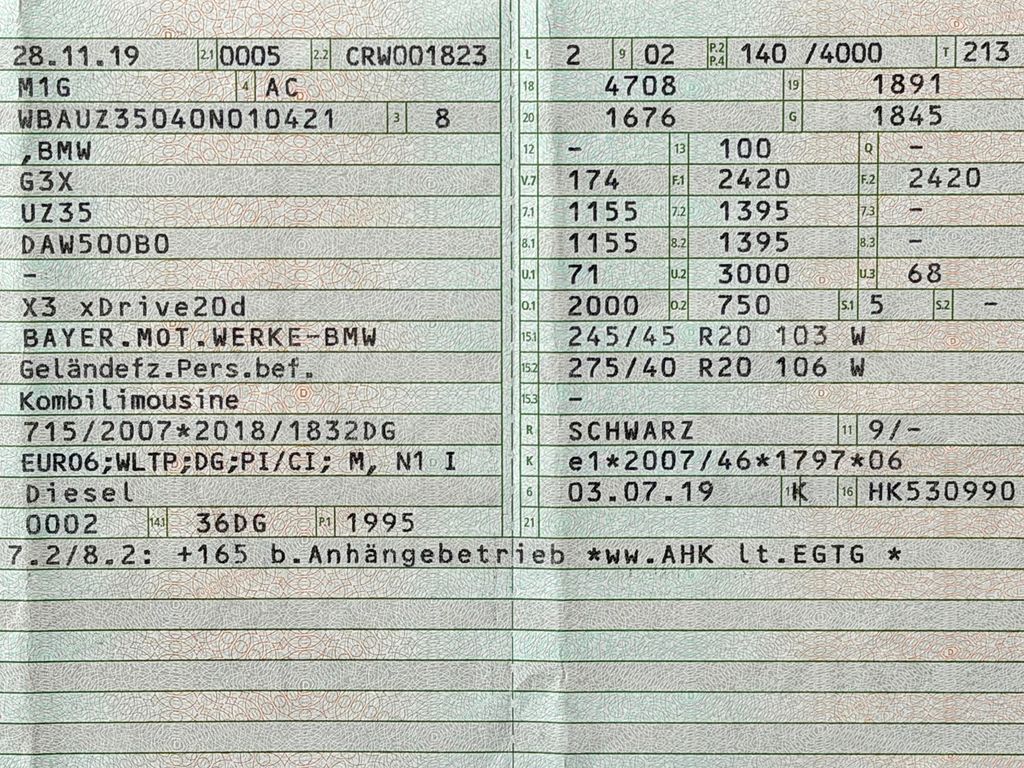 28.11.19 2.1 0005 2.2 CRW001823
M1G 4 AC
WBAUZ35040N010421 3 8
,BMW
G3X
UZ35
DAW500B0
–
X3 xDrive20d
BAYER.MOT.WERKE-BMW
Geländefz.Pers.bef.
Kombilimousine
715/2007*2018/1832DG
EURO6;WLTP;DG;PI/CI; M, N1 I
Diesel
0002 14.1 36DG P.1 1995
L 2 9 02 P.2 P.4 140 /4000 T 213
18 4708 19 1891
20 1676 G 1845
12 – 13 100 Q –
V.7 174 F.1 2420 F.2 2420
7.1 1155 7.2 1395 7.3 –
8.1 1155 8.2 1395 8.3 –
U.1 71 U.2 3000 U.3 68
O.1 2000 O.2 750 S.1 5 S.2 –
15.1 245/45 R20 103 W
15.2 275/40 R20 106 W
15.3 –
R SCHWARZ 11 9/-
K e1*2007/46*1797*06
6 03.07.19 K 16 HK530990
21
7.2/8.2: +165 b.Anhängebetrieb *ww.AHK lt.EGTG *